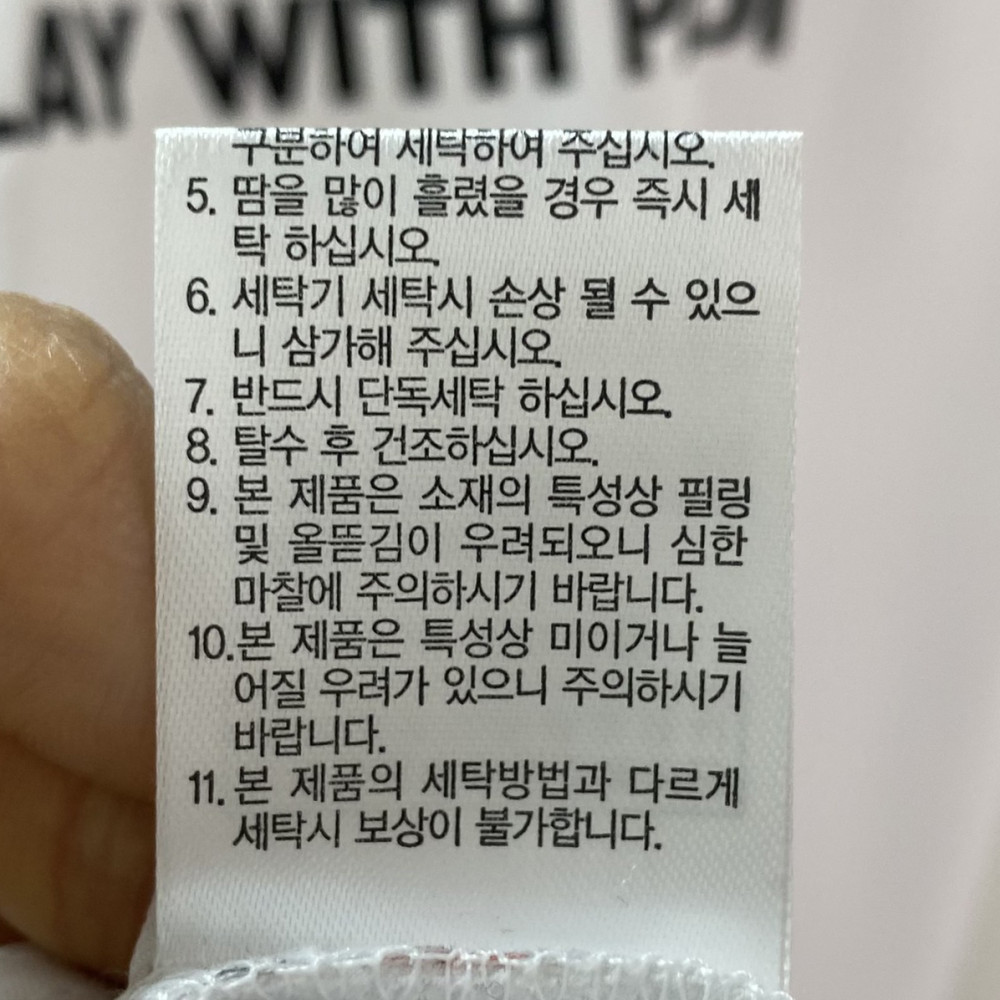 LAY WITH
구분하여 세탁하여 주십시오.
5. 땀을 많이 흘렸을 경우 즉시 세
탁 하십시오.
6. 세탁기 세탁시 손상 될 수 있으
니 삼가해 주십시오.
7. 반드시 단독세탁 하십시오.
8. 탈수 후 건조하십시오.
9. 본 제품은 소재의 특성상 필링
및 올뜯김이 우려되오니 심한
마찰에 주의하시기 바랍니다.
10.본 제품은 특성상 미이거나 늘
어질 우려가 있으니 주의하시기
바랍니다.
11. 본 제품의 세탁방법과 다르게
세탁시 보상이 불가합니다.